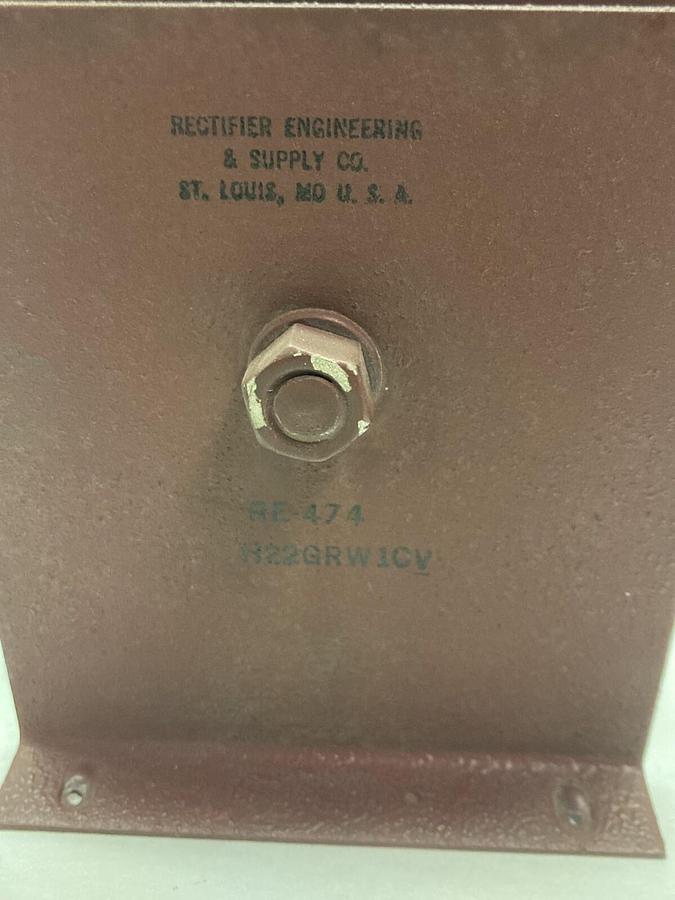 RECTIFIER ENGINEERING
& SUPPLY CO.
ST. LOUIS, MO U. S. A.
RE-474
H22GRW1CV